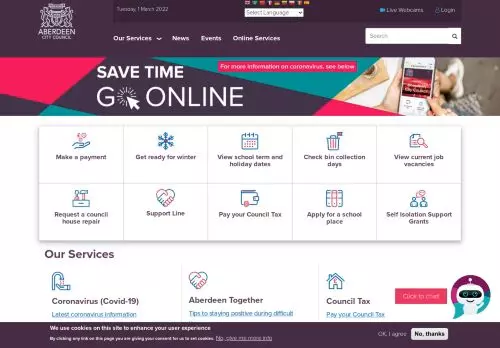 ABERDEEN
CITY COUNCIL
Tuesday, 1 March 2022
Select Language
Live Webcams
Login
Our Services
News
Events
Online Services
Search
SAVE TIME
GO ONLINE
For more information on coronavirus, see below
Make a payment
Get ready for winter
View school term and
holiday dates
Check bin collection
days
View current job
vacancies
Request a council
house repair
Support Line
Pay your Council Tax
Apply for a school
place
Self Isolation Support
Grants
Our Services
Coronavirus (Covid-19)
Latest coronavirus information
Aberdeen Together
Tips to staying positive during difficult
Council Tax
Pay your Council Tax
Click to chat
We use cookies on this site to enhance your user experience
By clicking any link on this page you are giving your consent for us to set cookies. No, give me more info
OK, I agree
No, thanks